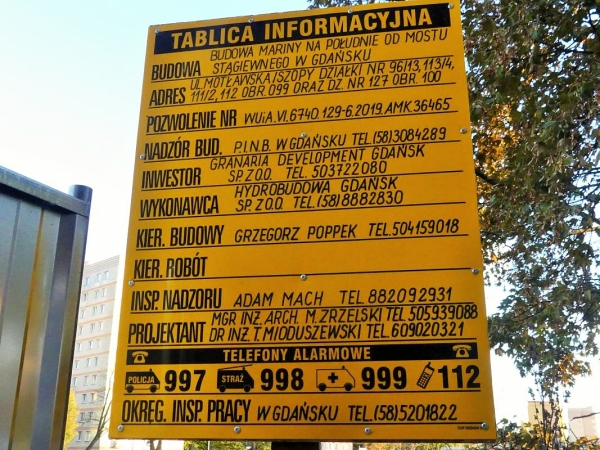 TABLICA INFORMACYJNA
BUDOWA MARINY NA POŁUDNIE OD MOSTU
BUDOWA STĄGIEWNEGO W GDAŃSKU
UL.MOTŁAWSKA/SZOPY DZIAŁKI NR 96/13, 113/4,
ADRES 111/2, 112 OBR 099 ORAZ DZ. NR 127 OBR. 100
POZWOLENIE NR WUiA.VI.6740.129-6.2019.AMK.36465
NADZÓR BUD. P.I.N.B. W GDAŃSKU TEL.(58)3084289
GRANARIA DEVELOPMENT GDAŃSK
INWESTOR SP. Z O.O. TEL. 503722080
HYDROBUDOWA GDAŃSK
WYKONAWCA SP. Z O.O. TEL.(58)8882830
KIER. BUDOWY GRZEGORZ POPPEK TEL.504159018
KIER. ROBÓT
INSP. NADZORU ADAM MACH TEL 882092931
MGR INŻ. ARCH. M. ZRZELSKI TEL 505939088
PROJEKTANT DR INŻ. T. MIODUSZEWSKI TEL. 609020321
TELEFONY ALARMOWE
POLICJA 997 STRAŻ 998 999 112
OKRĘG. INSP. PRACY W GDAŃSKU TEL.(58)5201822